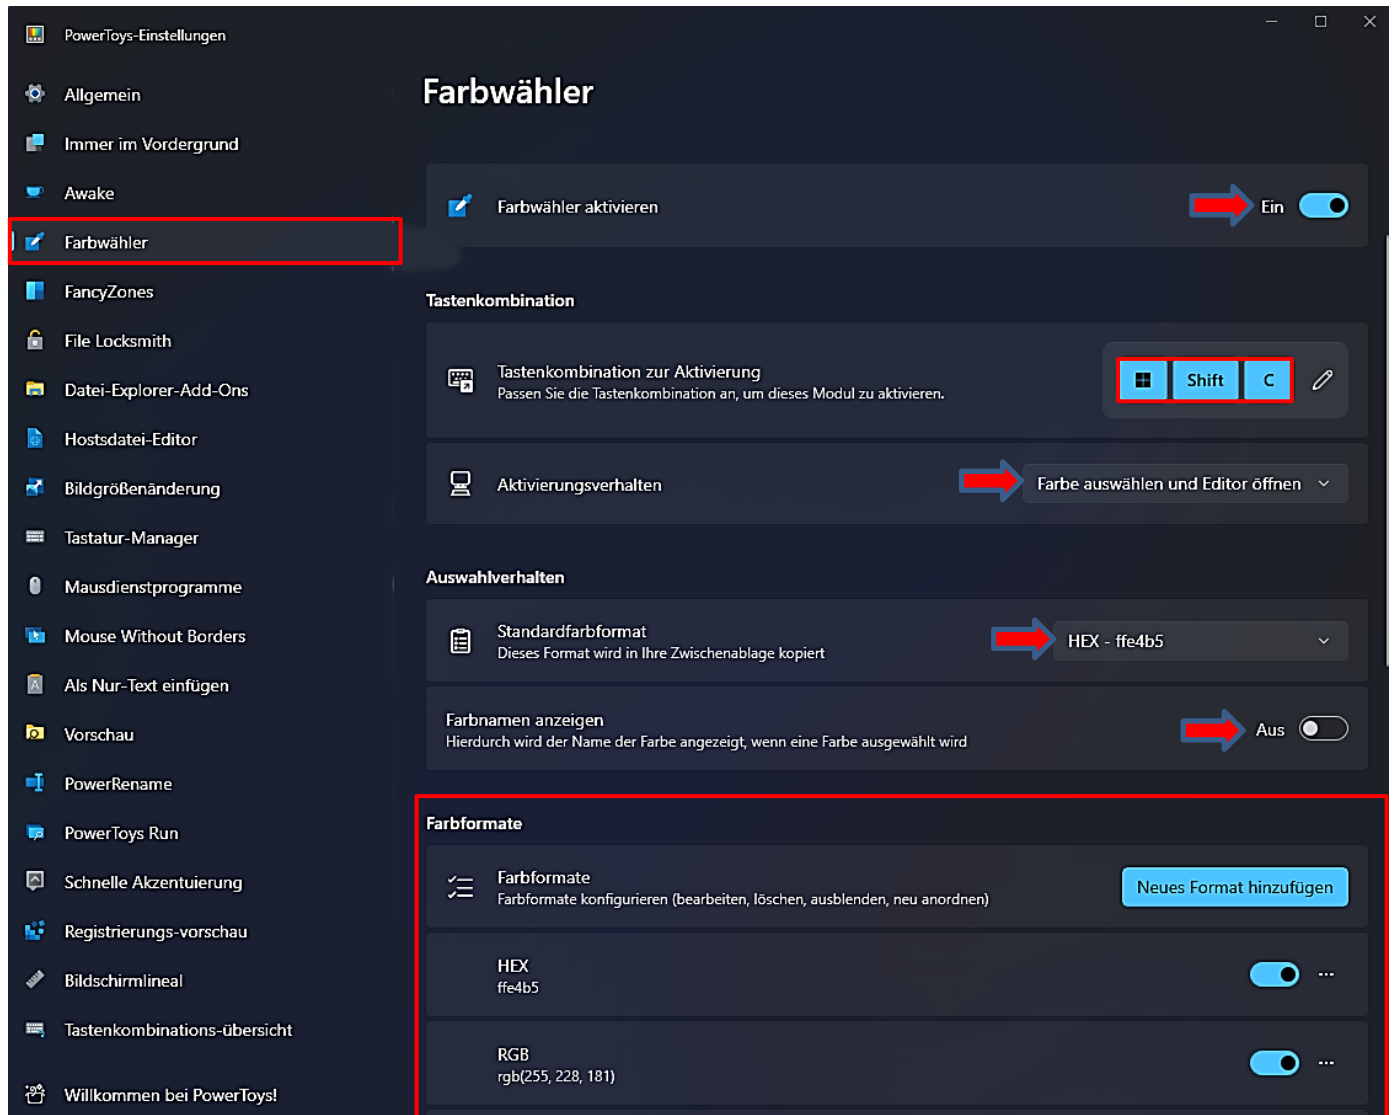 PowerToys-Einstellungen
Allgemein
Immer im Vordergrund
Awake
Farbwähler
FancyZones
File Locksmith
Datei-Explorer-Add-Ons
Hostsdatei-Editor
Bildgrößenänderung
Tastatur-Manager
Mausdienstprogramme
Mouse Without Borders
Als Nur-Text einfügen
Vorschau
PowerRename
PowerToys Run
Schnelle Akzentuierung
Registrierungs-vorschau
Bildschirmlineal
Tastenkombinations-übersicht
Willkommen bei PowerToys!
Farbwähler
Farbwähler aktivieren
Ein
Tastenkombination
Tastenkombination zur Aktivierung
Passen Sie die Tastenkombination an, um dieses Modul zu aktivieren.
Shift C
Aktivierungsverhalten
Farbe auswählen und Editor öffnen
Auswahlverhalten
Standardfarbformat
Dieses Format wird in Ihre Zwischenablage kopiert
HEX - ffe4b5
Farbnamen anzeigen
Hierdurch wird der Name der Farbe angezeigt, wenn eine Farbe ausgewählt wird
Aus
Farbformate
Farbformate
Farbformate konfigurieren (bearbeiten, löschen, ausblenden, neu anordnen)
Neues Format hinzufügen
HEX
ffe4b5
RGB
rgb(255, 228, 181)